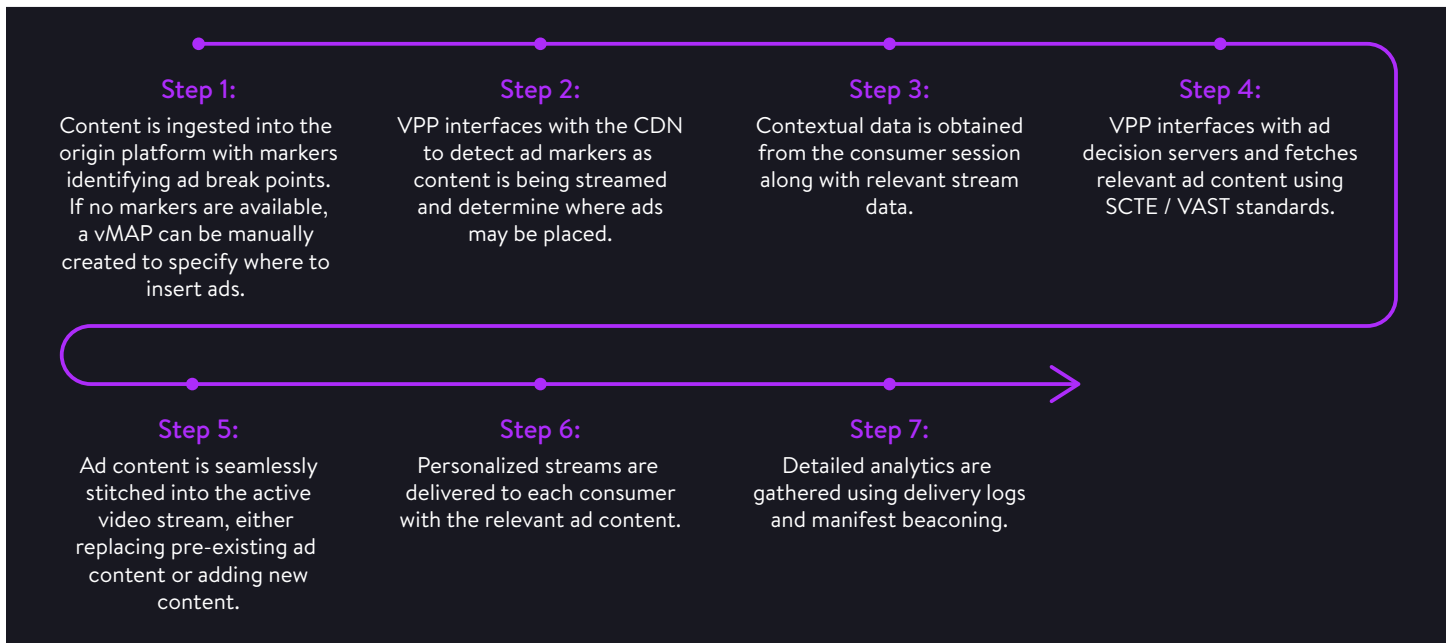 Step 1:
Content is ingested into the
origin platform with markers
identifying ad break points.
If no markers are available,
a vMAP can be manually
created to specify where to
insert ads.
Step 2:
VPP interfaces with the CDN
to detect ad markers as
content is being streamed
and determine where ads
may be placed.
Step 3:
Contextual data is obtained
from the consumer session
along with relevant stream
data.
Step 4:
VPP interfaces with ad
decision servers and fetches
relevant ad content using
SCTE / VAST standards.
Step 5:
Ad content is seamlessly
stitched into the active
video stream, either
replacing pre-existing ad
content or adding new
content.
Step 6:
Personalized streams are
delivered to each consumer
with the relevant ad content.
Step 7:
Detailed analytics are
gathered using delivery logs
and manifest beaconing.